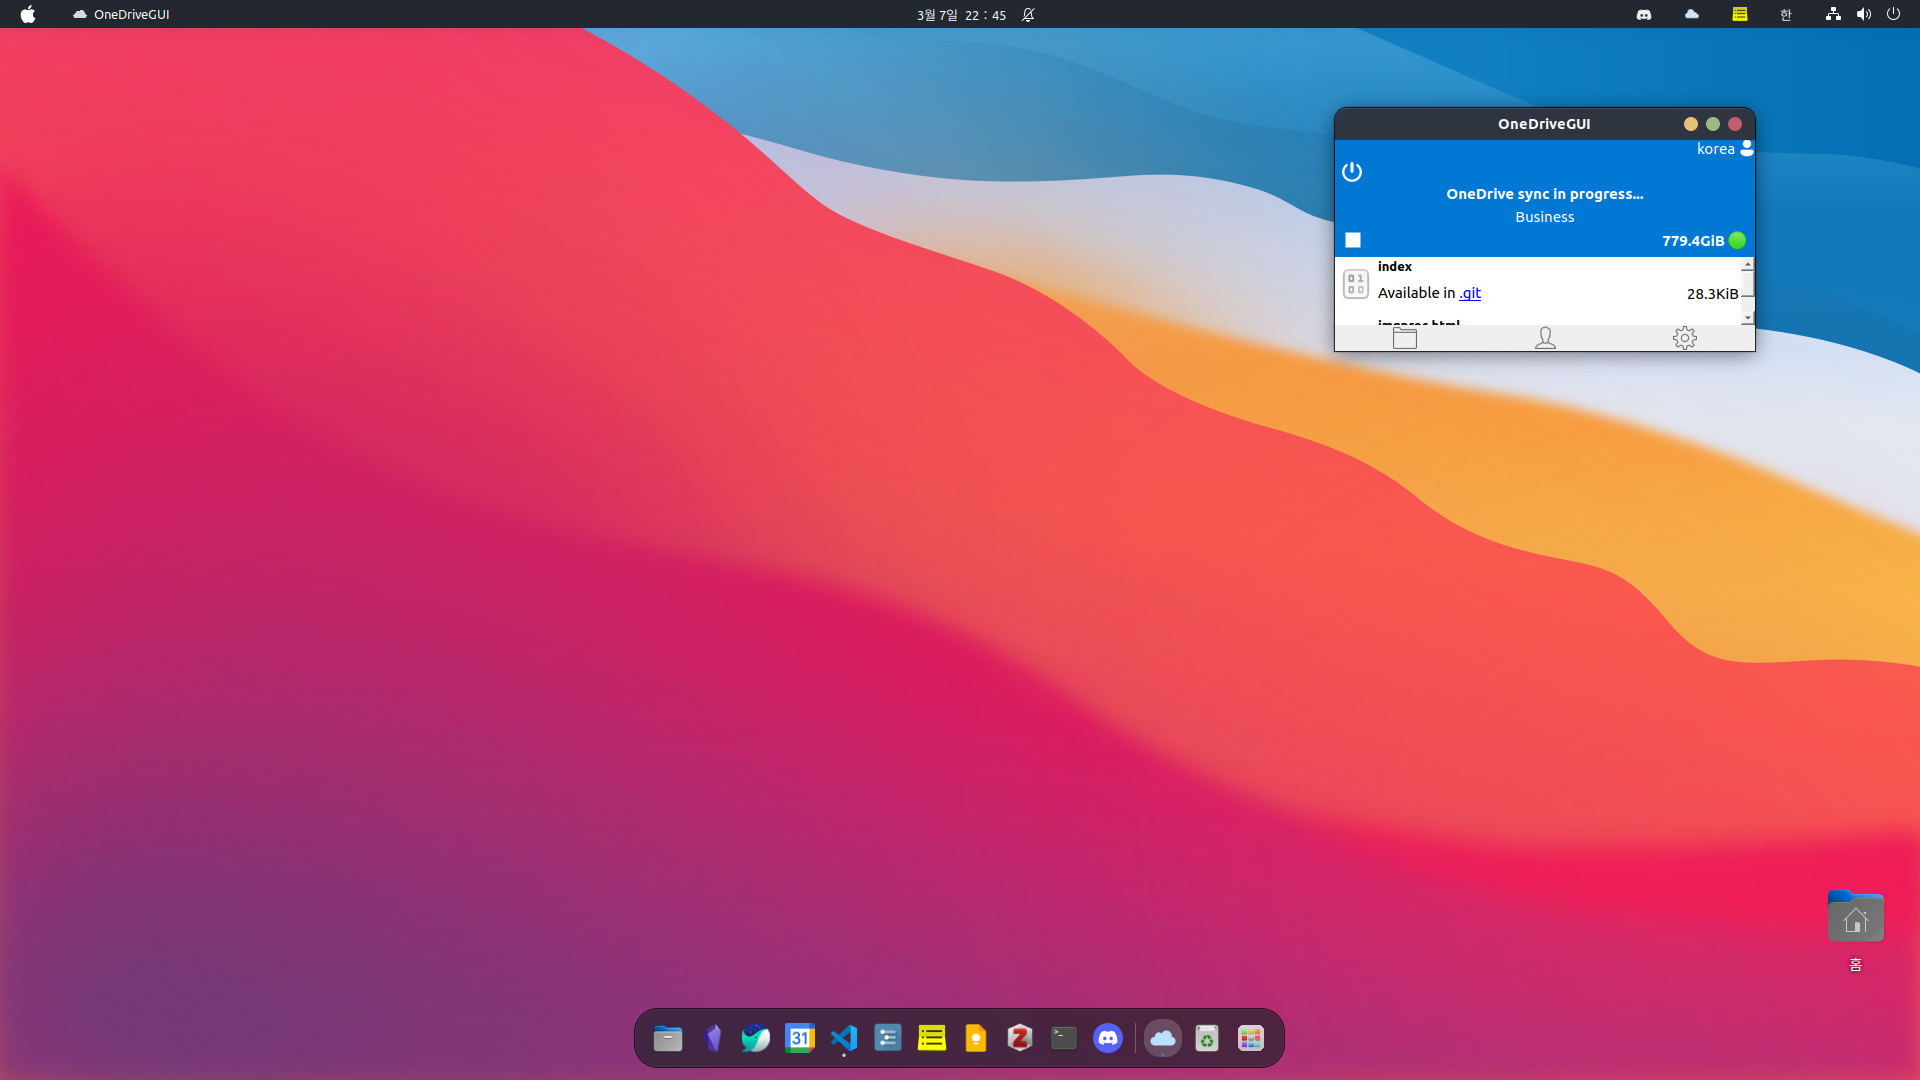 OneDriveGUI
3월 7일 22 : 45
한
OneDriveGUI
korea
OneDrive sync in progress...
Business
779.4GiB
index
Available in .git
28.3KiB
홈
31